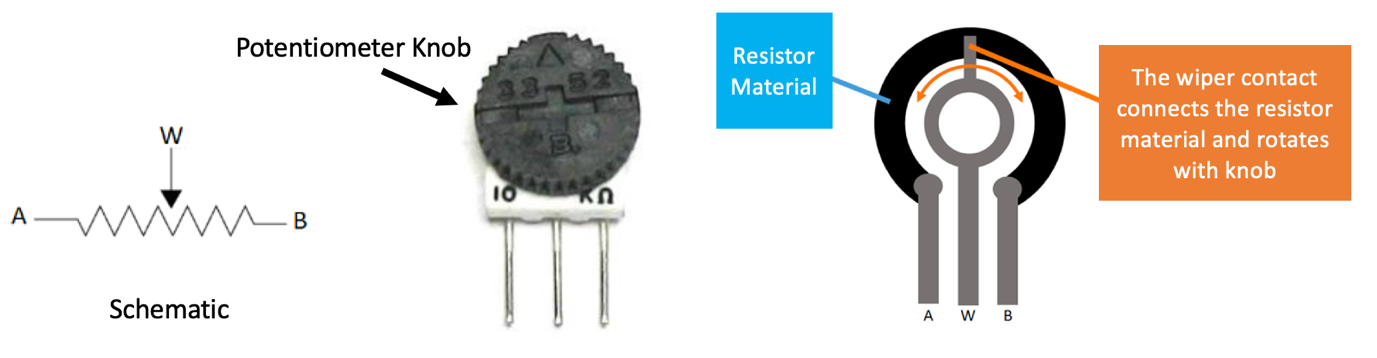 Potentiometer Knob
W
A
B
Schematic
33 52
B
10 KΩ
Resistor
Material
The wiper contact
connects the resistor
material and rotates
with knob
A W B